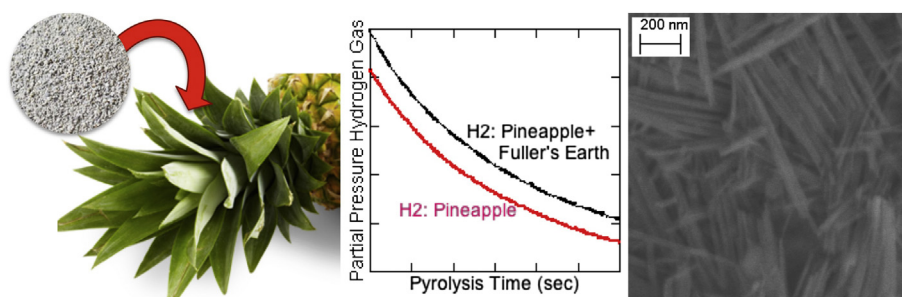 Partial Pressure Hydrogen Gas
H2: Pineapple+
Fuller's Earth
H2: Pineapple
Pyrolysis Time (sec)
200 nm